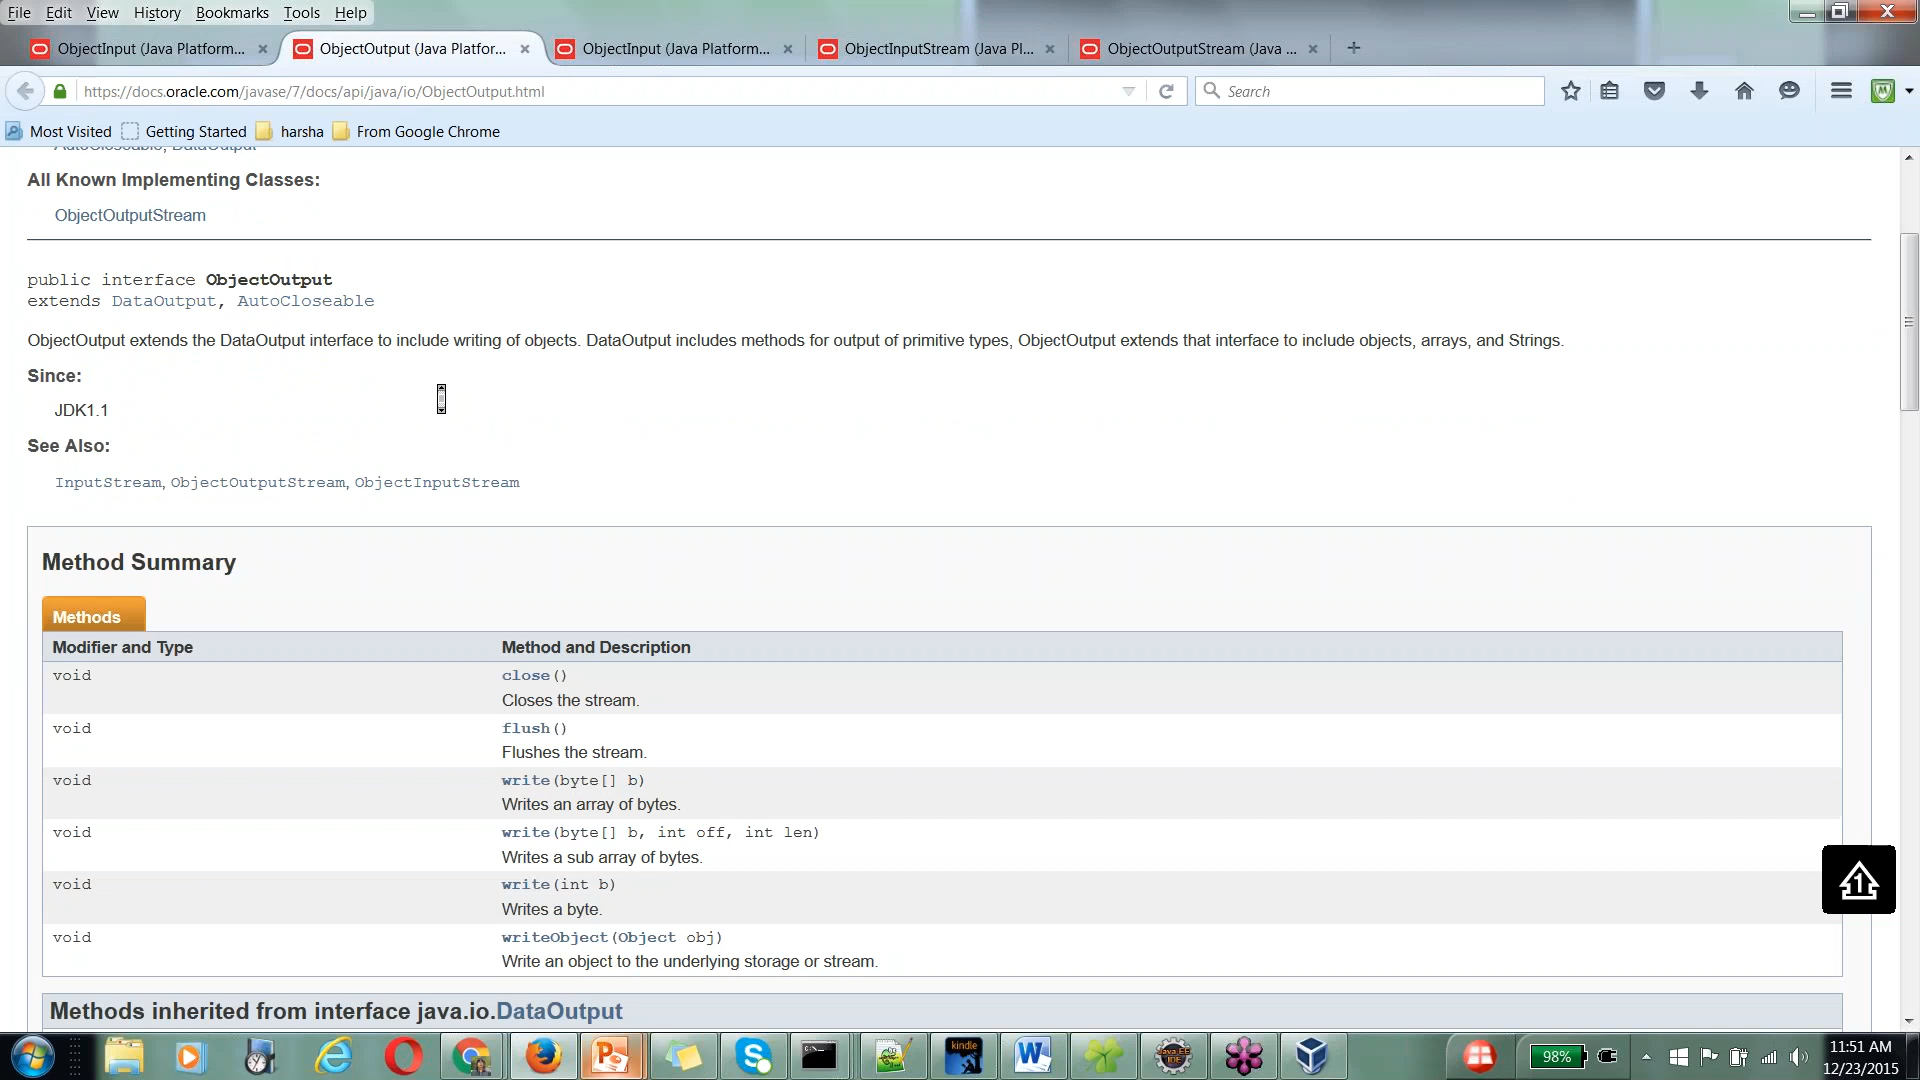 File Edit View History Bookmarks Tools Help
ObjectInput (Java Platform... × ObjectOutput (Java Platfor... × ObjectInput (Java Platform... × ObjectInputStream (Java Pl... × ObjectOutputStream (Java ... × +
https://docs.oracle.com/javase/7/docs/api/java/io/ObjectOutput.html Search
Most Visited Getting Started harsha From Google Chrome
AutoCloseable, DataOutput
All Known Implementing Classes:
ObjectOutputStream
public interface ObjectOutput
extends DataOutput, AutoCloseable
ObjectOutput extends the DataOutput interface to include writing of objects. DataOutput includes methods for output of primitive types, ObjectOutput extends that interface to include objects, arrays, and Strings.
Since:
JDK1.1
See Also:
InputStream, ObjectOutputStream, ObjectInputStream
Method Summary
Methods
Modifier and Type Method and Description
void close()
Closes the stream.
void flush()
Flushes the stream.
void write(byte[] b)
Writes an array of bytes.
void write(byte[] b, int off, int len)
Writes a sub array of bytes.
void write(int b)
Writes a byte.
void writeObject(Object obj)
Write an object to the underlying storage or stream.
1
Methods inherited from interface java.io.DataOutput
kindle
Java EE
IDE
98%
11:51 AM
12/23/2015